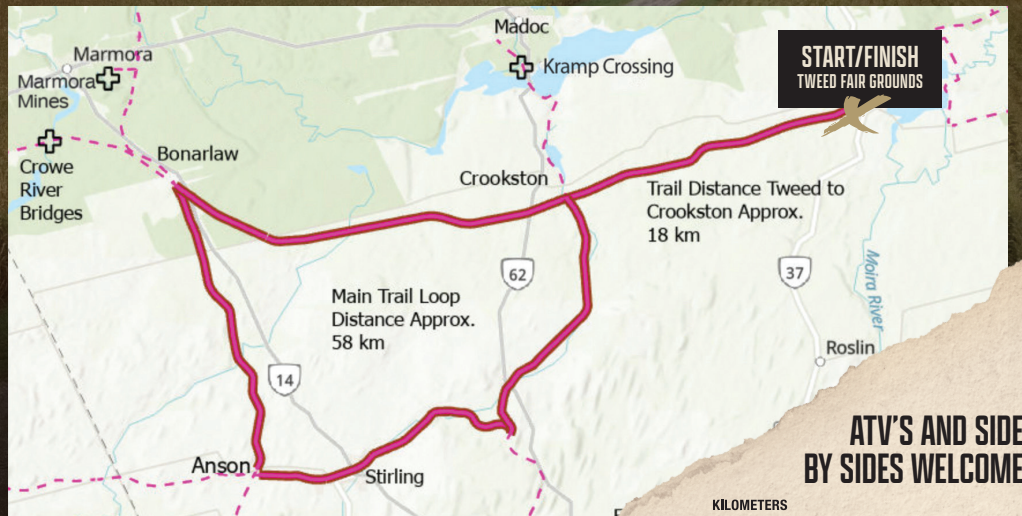 Madoc
START/FINISH
TWEED FAIR GROUNDS
Marmora
Marmora
Mines
Kramp Crossing
Crowe
River
Bridges
Bonarlaw
Crookston
Trail Distance Tweed to
Crookston Approx.
18 km
62
37
Moira River
Main Trail Loop
Distance Approx.
58 km
14
Roslin
Anson
Stirling
ATV'S AND SIDE
BY SIDES WELCOME
KILOMETERS